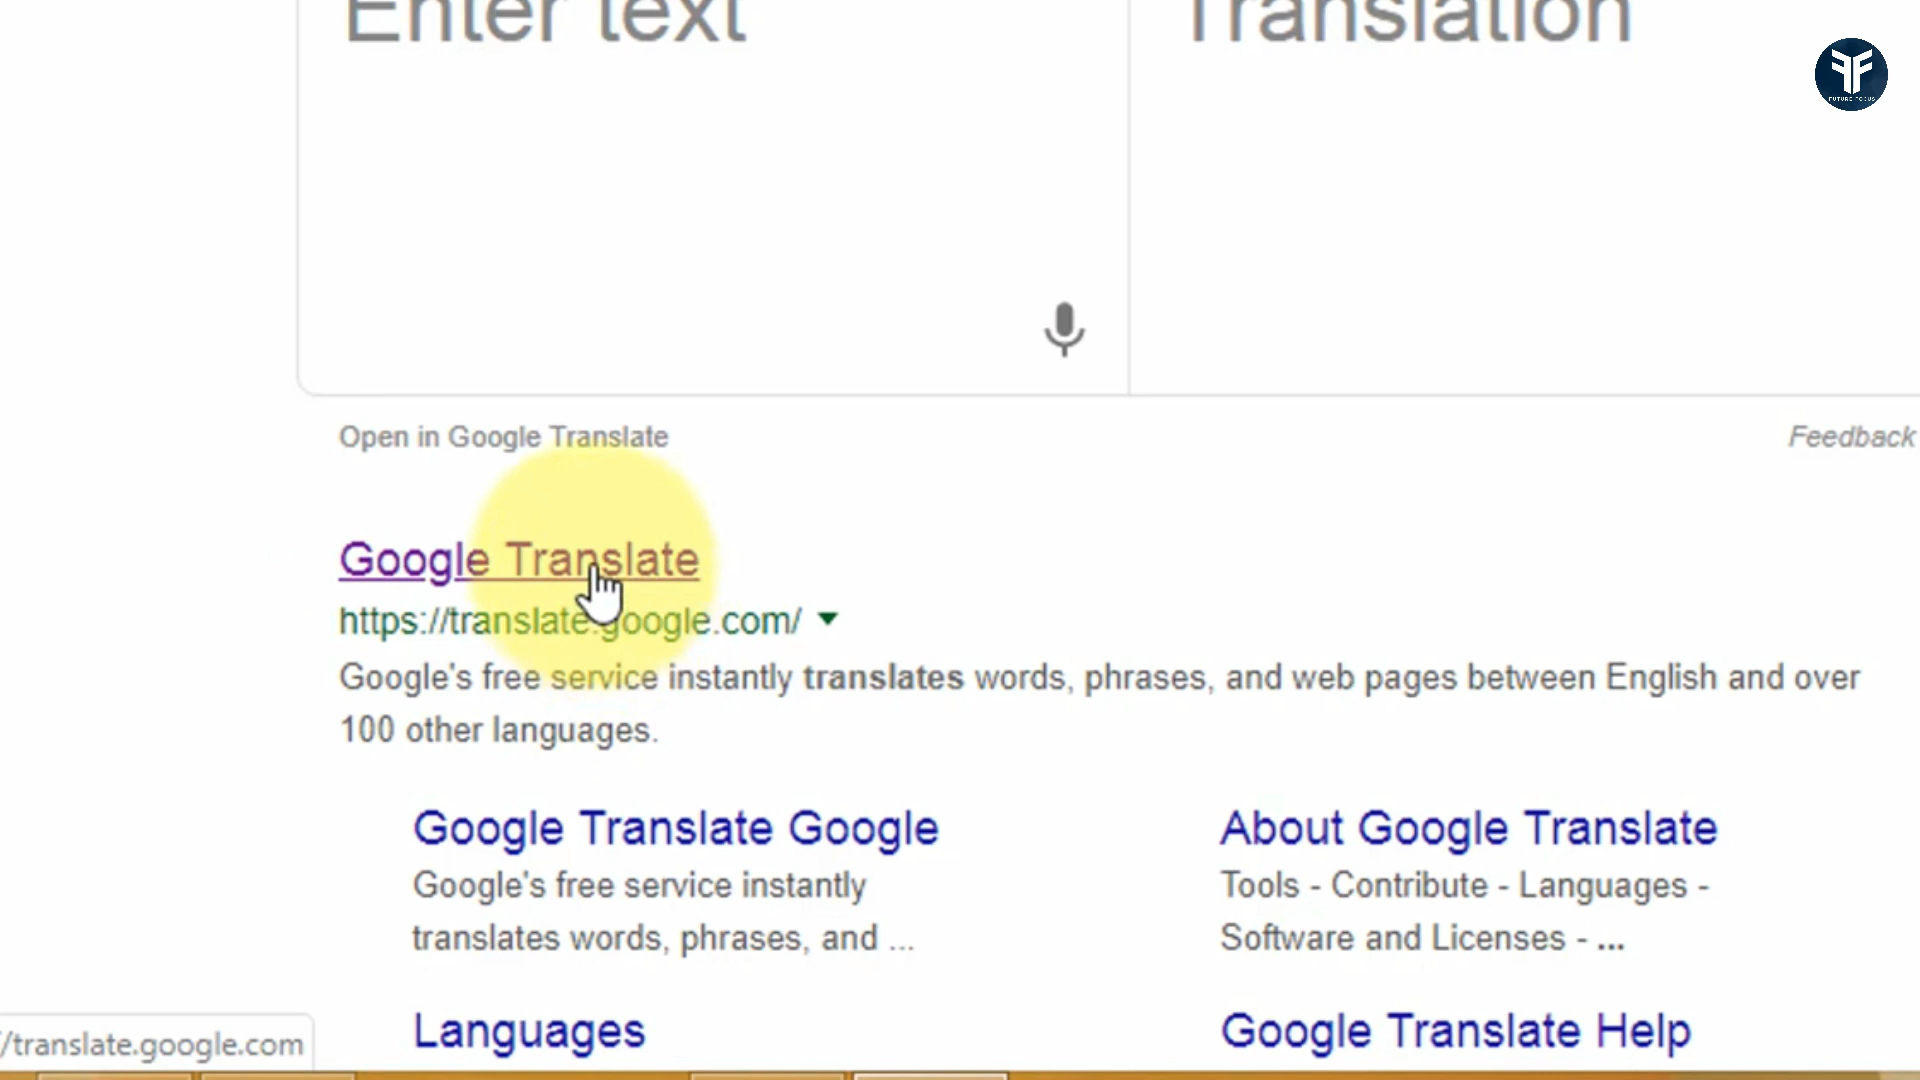 Enter text
Translation
FUTURE FOCUS
Open in Google Translate
Feedback
Google Translate
https://translate.google.com/
Google's free service instantly translates words, phrases, and web pages between English and over
100 other languages.
Google Translate Google
Google's free service instantly
translates words, phrases, and ...
About Google Translate
Tools - Contribute - Languages -
Software and Licenses - ...
Languages
Google Translate Help
/translate.google.com